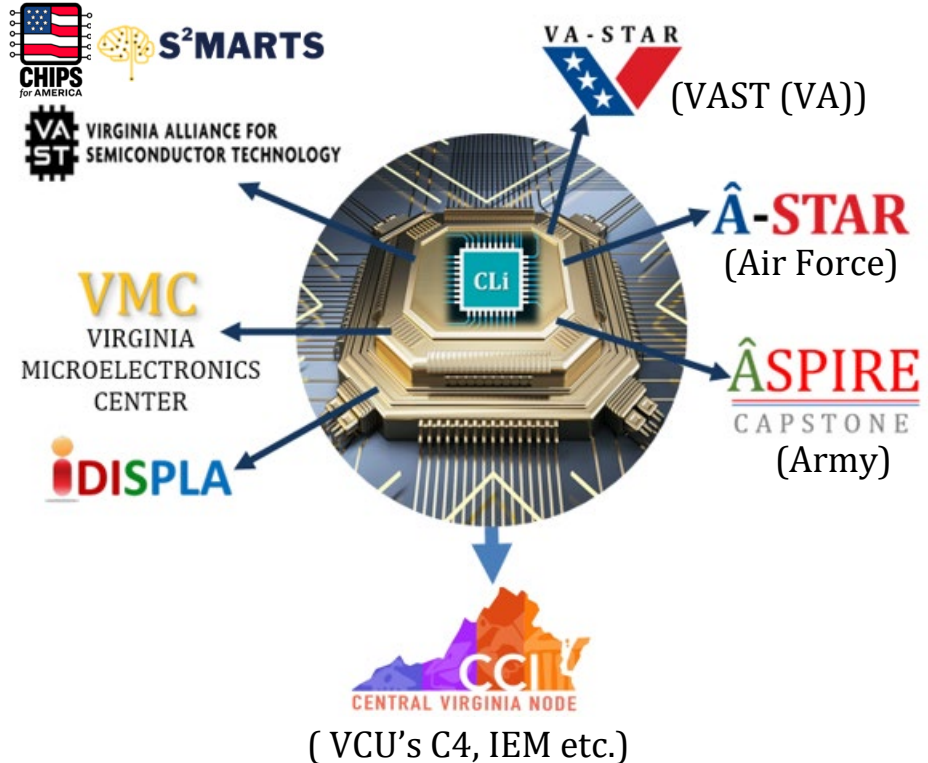 CHIPS
for AMERICA
S²MARTS
VA-STAR
(VAST (VA))
VA
ST
VIRGINIA ALLIANCE FOR
SEMICONDUCTOR TECHNOLOGY
Â-STAR
(Air Force)
CLi
VMC
VIRGINIA
MICROELECTRONICS
CENTER
ÂSPIRE
CAPSTONE
(Army)
iDISPLA
CCI
CENTRAL VIRGINIA NODE
( VCU's C4, IEM etc.)